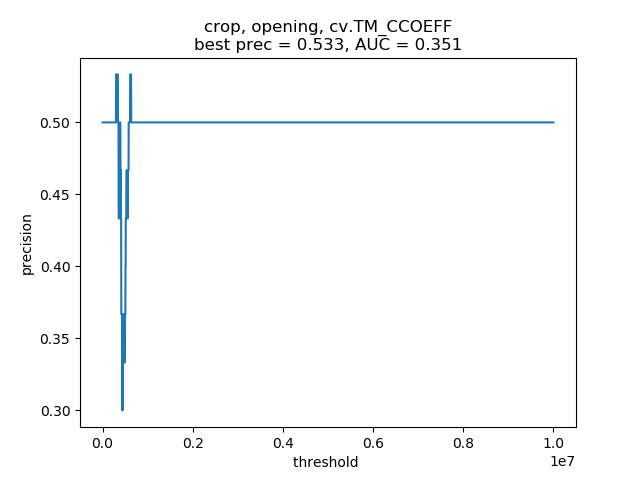 crop, opening, cv.TM_CCOEFF
best prec = 0.533, AUC = 0.351
0.50
0.45
0.40
0.35
0.30
precision
0.0 0.2 0.4 0.6 0.8 1.0
1e7
threshold